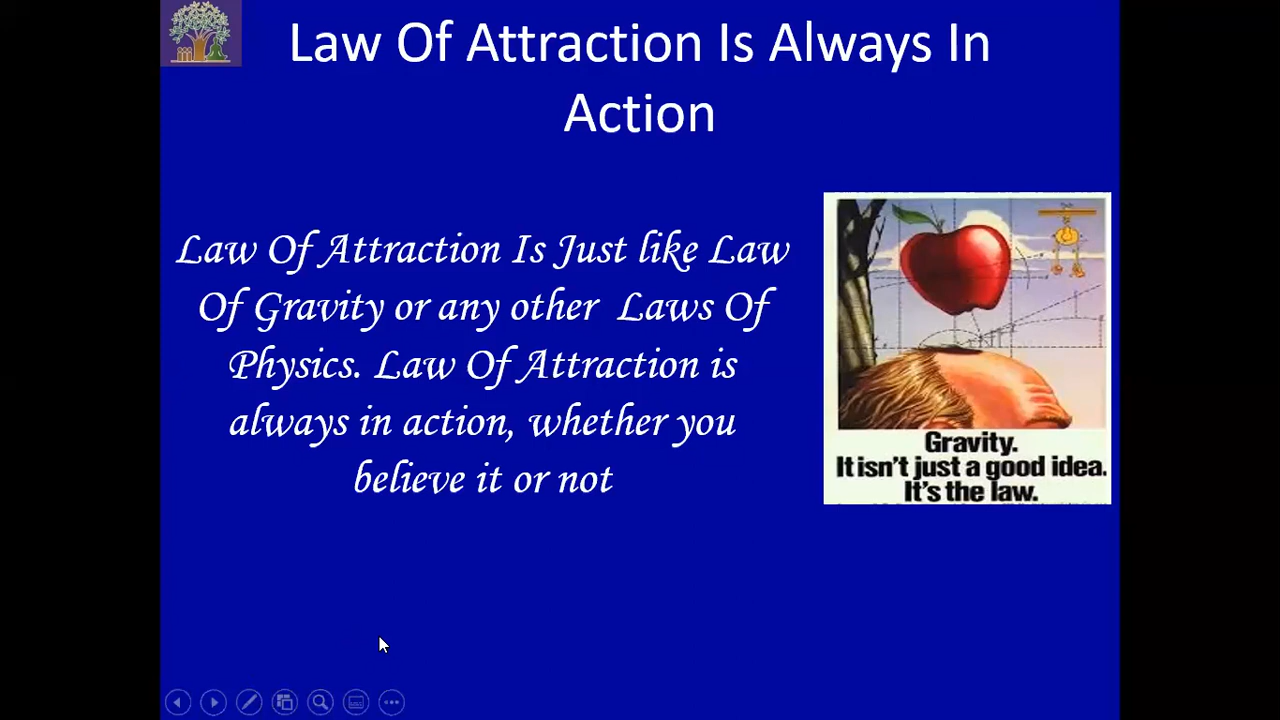 Law Of Attraction Is Always In
Action
Law Of Attraction Is Just like Law
Of Gravity or any other Laws Of
Physics. Law Of Attraction is
always in action, whether you
believe it or not
Gravity.
It isn't just a good idea.
It's the law.